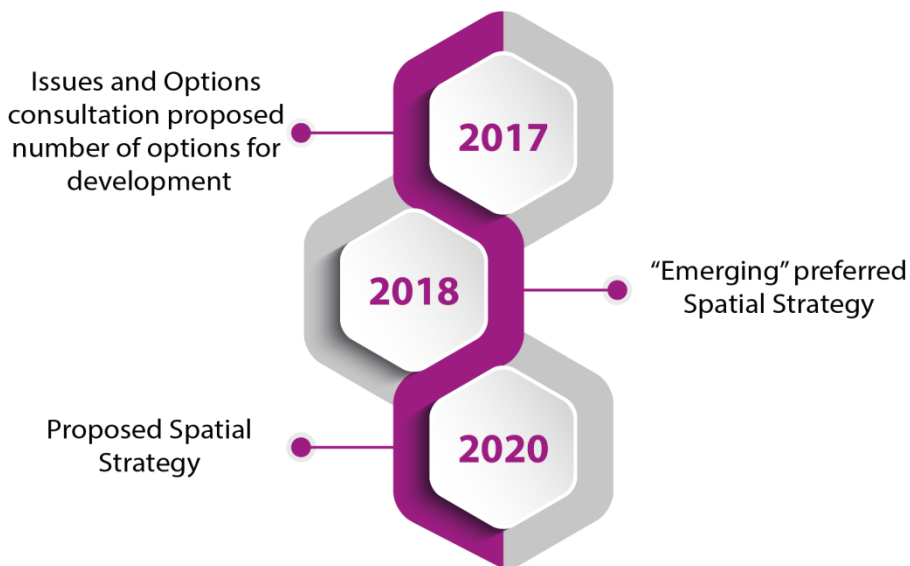 Issues and Options
consultation proposed
number of options for
development
2017
2018
“Emerging” preferred
Spatial Strategy
Proposed Spatial
Strategy
2020